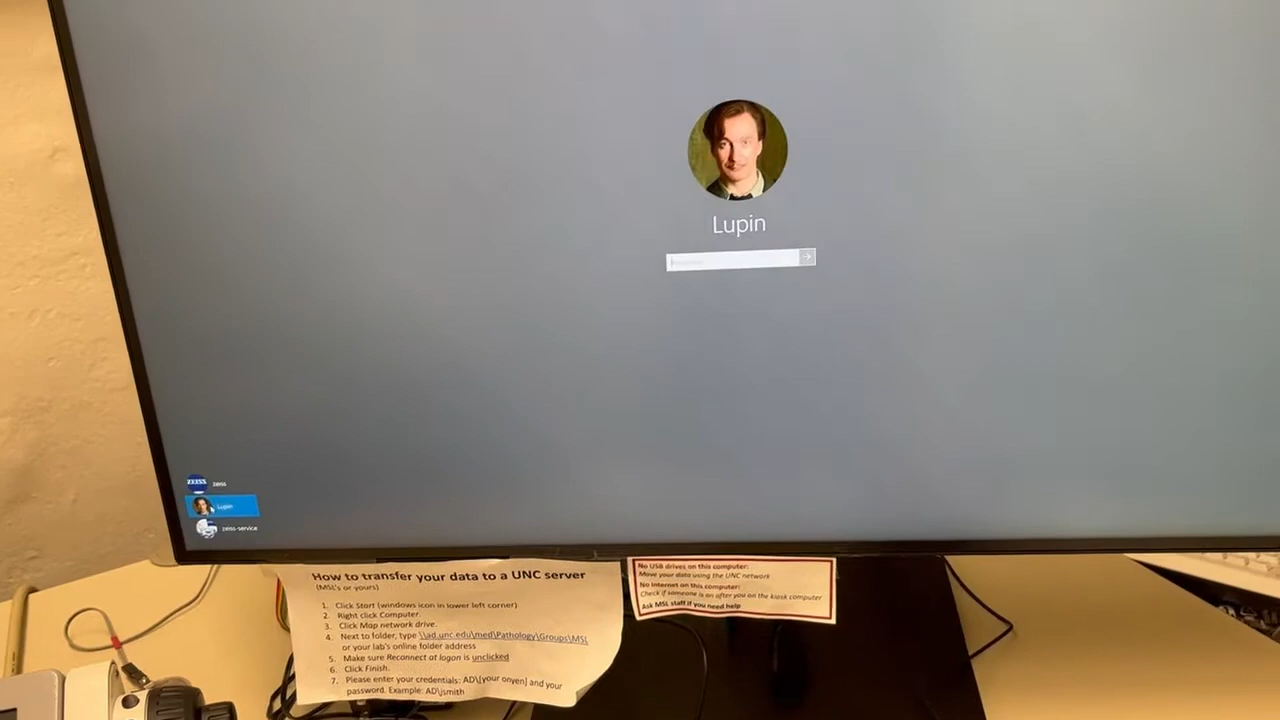 Lupin
ZEISS zeiss
Lupin
zeiss-service
How to transfer your data to a UNC server
(MSL's or yours)
1. Click Start (windows icon in lower left corner)
2. Right click Computer.
3. Click Map network drive.
4. Next to folder, type \\ad.unc.edu\med\Pathology\Groups\MSL
or your lab's online folder address
5. Make sure Reconnect at logon is unclicked
6. Click Finish.
7. Please enter your credentials: AD\[your onyen] and your
password. Example: AD\jsmith
No USB drives on this computer:
Move your data using the UNC network
No Internet on this computer:
Check if someone is on after you on the kiosk computer
Ask MSL staff if you need help